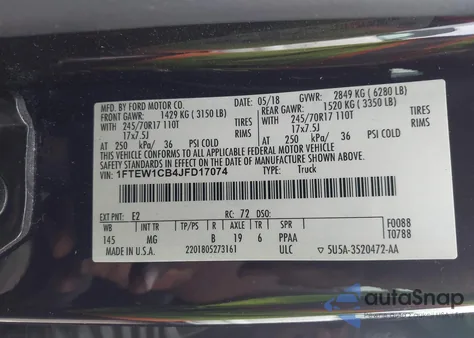 MFD. BY FORD MOTOR CO.
05/18 GVWR: 2849 KG ( 6280 LB)
FRONT GAWR: 1429 KG ( 3150 LB) REAR GAWR: 1520 KG ( 3350 LB)
WITH 245/70R17 110T TIRES WITH 245/70R17 110T TIRES
17x7.5J 17x7.5J
AT 250 kPa/ 36 PSI COLD AT 250 kPa/ 36 PSI COLD
THIS VEHICLE CONFORMS TO ALL APPLICABLE FEDERAL MOTOR VEHICLE
SAFETY STANDARDS IN EFFECT ON THE DATE OF MANUFACTURE SHOWN ABOVE.
VIN: 1FTEW1CB4JFD17074 TYPE: Truck
EXT PNT: E2 RC: 72 DSO: F0088
WB INT TR TP/PS R AXLE TR SPR T0788
145 MG B 19 6 PPAA
MADE IN U.S.A. 2201805273161 ULC 5U5A-3520472-AA
autoSnap